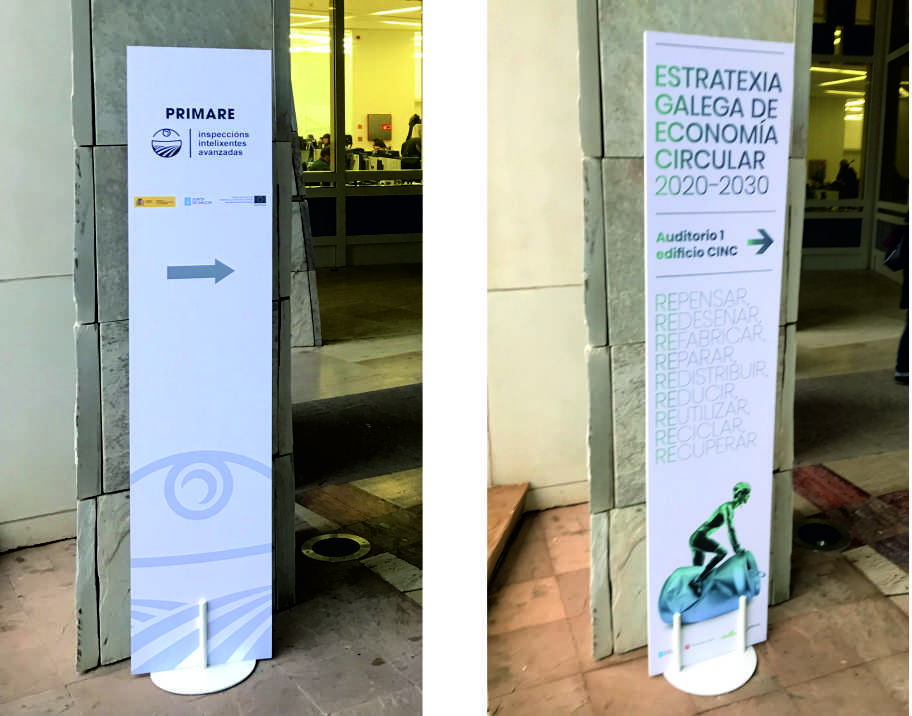 PRIMARE
inspeccións
intelixentes
avanzadas
ESTRATEXIA
GALEGA DE
ECONOMÍA
CIRCULAR
2020-2030
Auditorio 1
edificio CINC
REPENSAR,
REDESEÑAR,
REFABRICAR,
REPARAR,
REDISTRIBUIR,
REDUCIR,
REUTILIZAR,
RECICLAR,
RECUPERAR